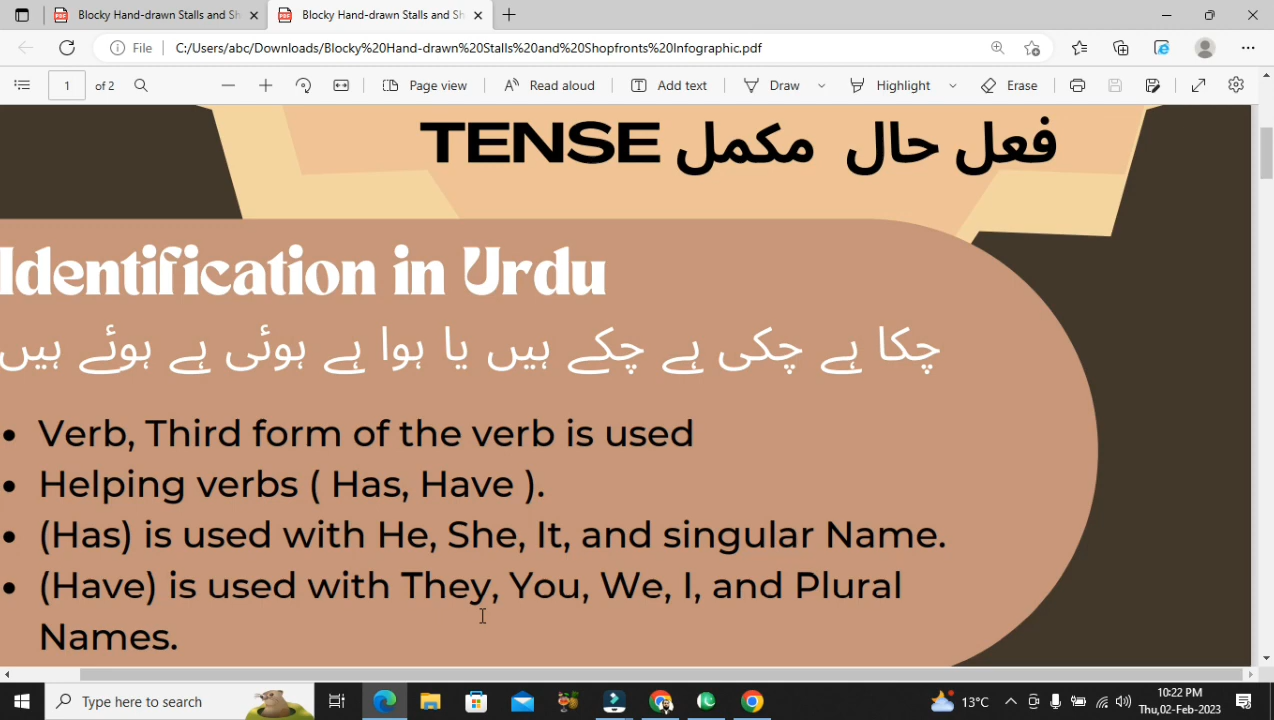 Blocky Hand-drawn Stalls and Sh
Blocky Hand-drawn Stalls and Sh
File
C:/Users/abc/Downloads/Blocky%20Hand-drawn%20Stalls%20and%20Shopfronts%20Infographic.pdf
1 of 2
Page view
Read aloud
Add text
Draw
Highlight
Erase
فعل حال مکمل TENSE
Identification in Urdu
چکا ہے چکی ہے چکے ہیں یا ہوا ہے ہوئی ہے ہوئے ہیں
• Verb, Third form of the verb is used
• Helping verbs ( Has, Have ).
• (Has) is used with He, She, It, and singular Name.
• (Have) is used with They, You, We, I, and Plural
Names.
Type here to search
13°C
10:22 PM
Thu,02-Feb-2023